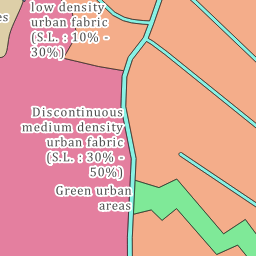 low density
urban fabric
(S.L. : 10% -
30%)
es
Discontinuous
medium density
urban fabric
(S.L. : 30% -
50%)
Green urban
areas